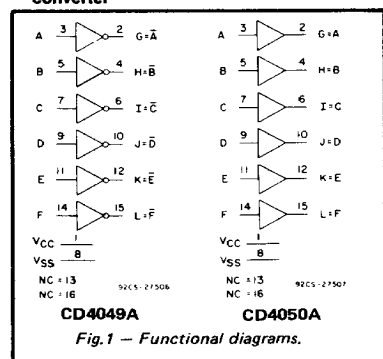 converter
A 3 2 G=A̅ A 3 2 G=A
B 5 4 H=B̅ B 5 4 H=B
C 7 6 I=C̅ C 7 6 I=C
D 9 10 J=D̅ D 9 10 J=D
E 11 12 K=E̅ E 11 12 K=E
F 14 15 L=F̅ F 14 15 L=F
VCC 1 VCC 1
VSS 8 VSS 8
NC = 13 92CS-27506 NC = 13 92CS-27507
NC = 16 NC = 16
CD4049A CD4050A
Fig. 1 — Functional diagrams.